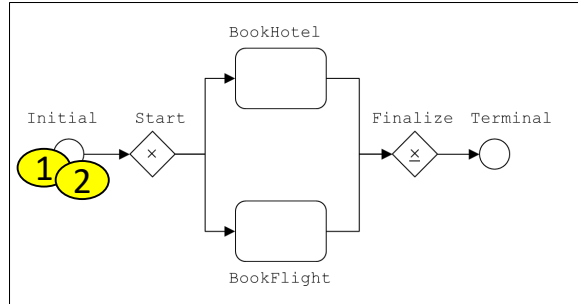 BookHotel
Initial
Start
Finalize
Terminal
1
2
×
×
BookFlight